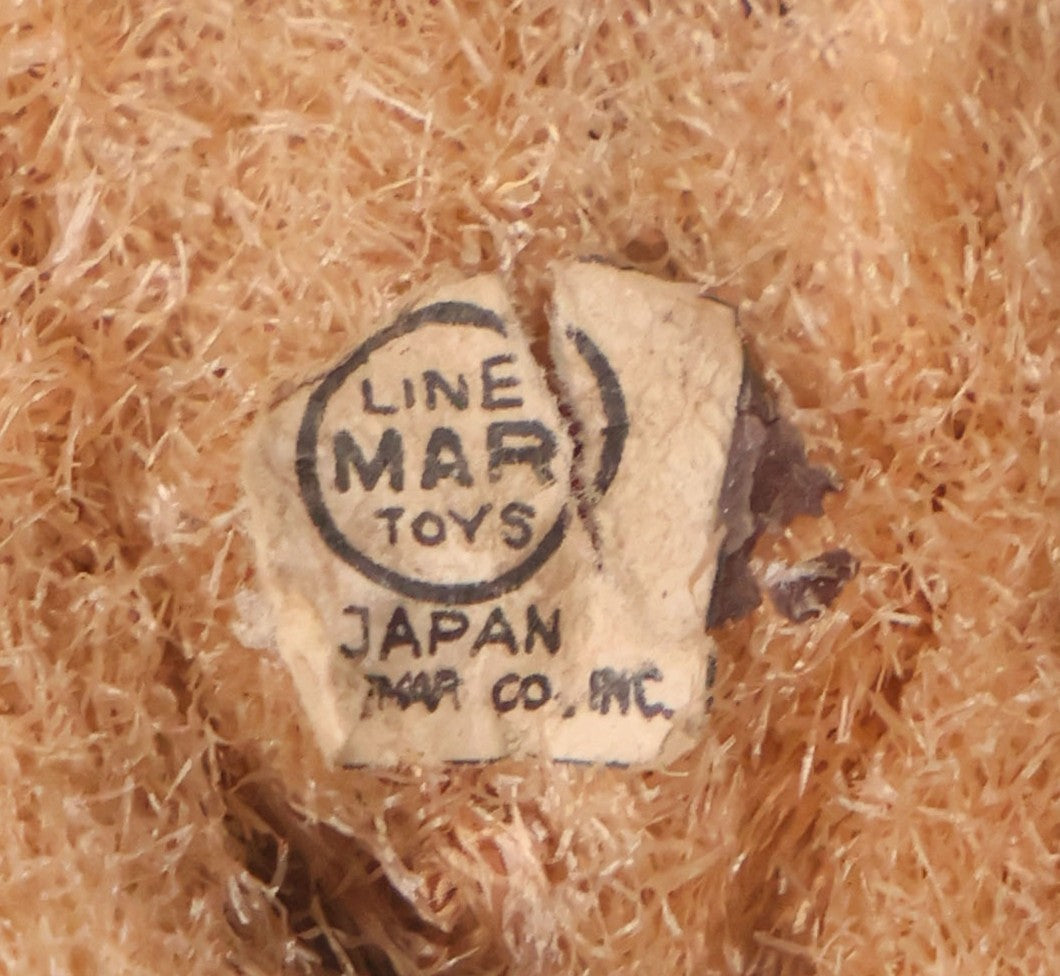 LINE
MAR
TOYS
JAPAN
MAR CO., INC.